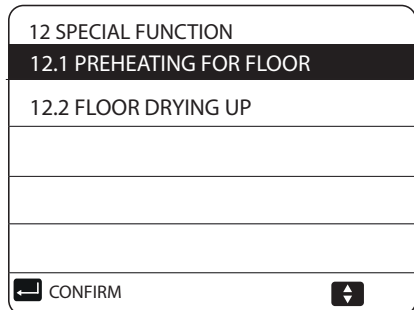 12 SPECIAL FUNCTION
12.1 PREHEATING FOR FLOOR
12.2 FLOOR DRYING UP
CONFIRM